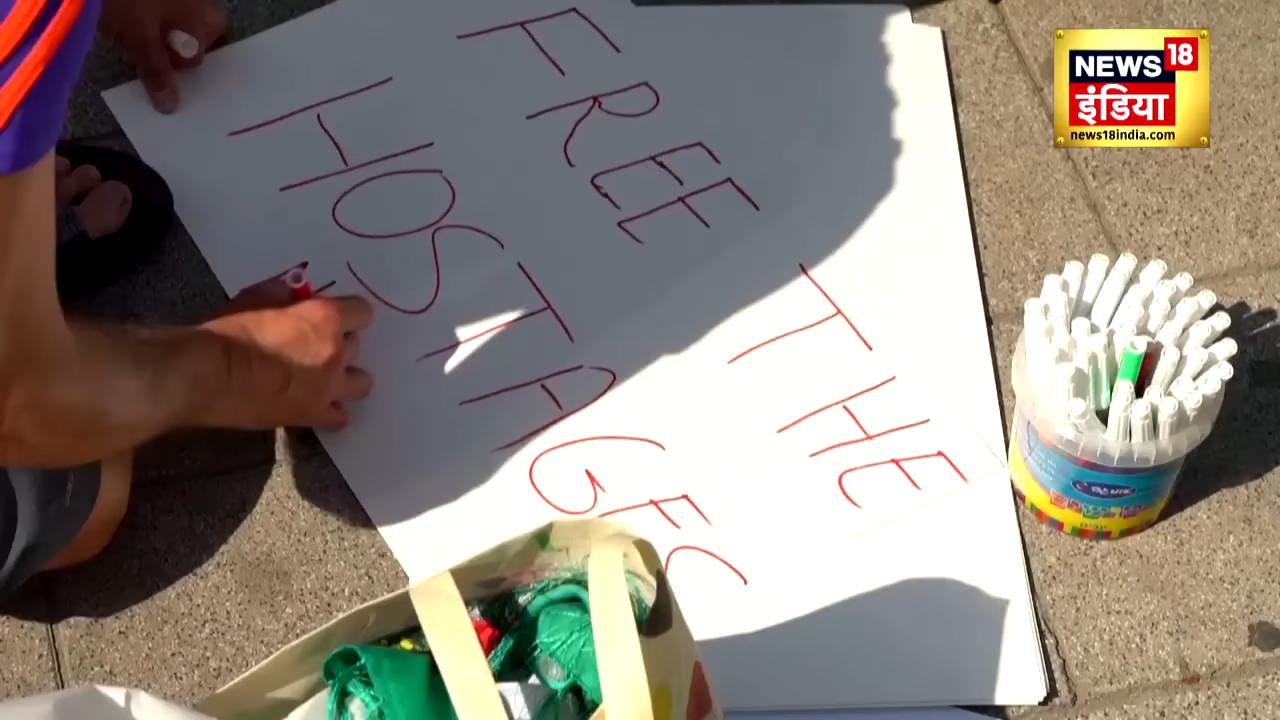 FREE THE
HOSTAGES
NEWS 18
इंडिया
news18india.com